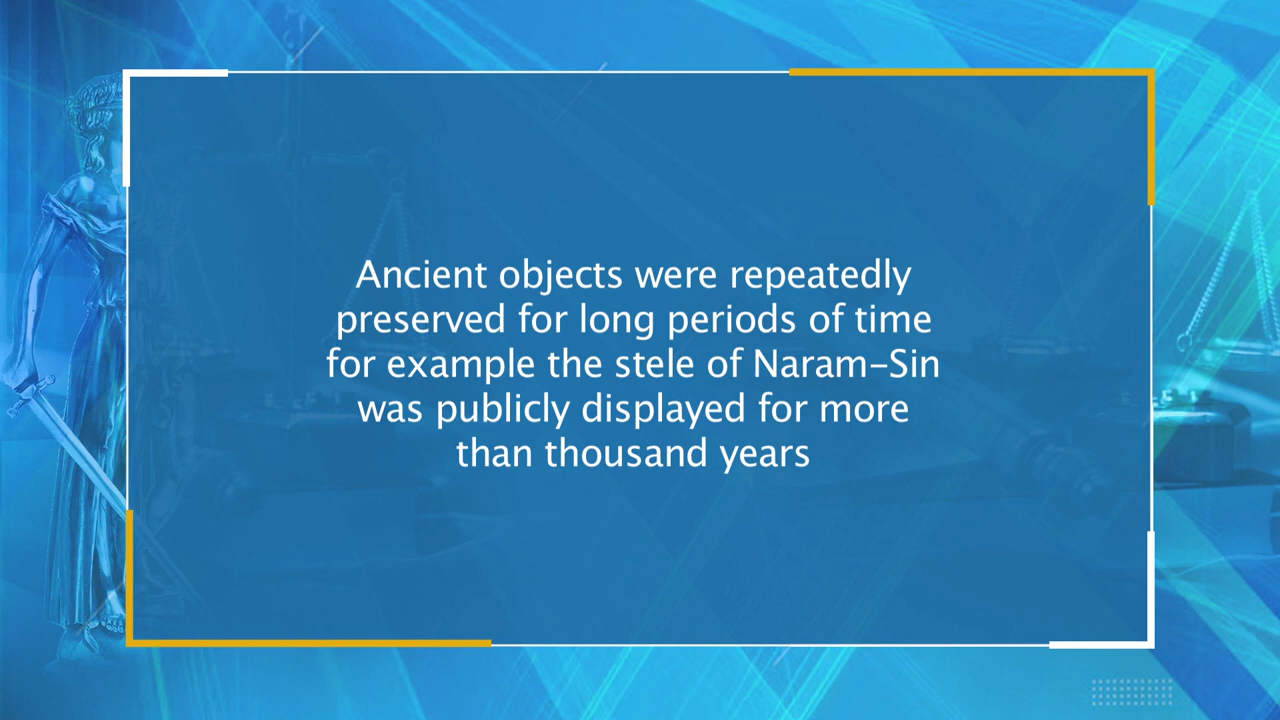 Ancient objects were repeatedly
preserved for long periods of time
for example the stele of Naram-Sin
was publicly displayed for more
than thousand years